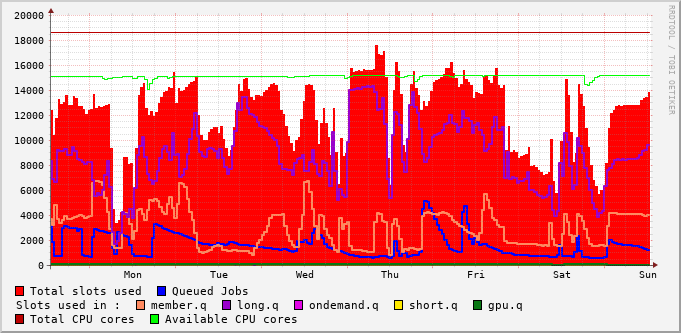 20000
18000
16000
14000
12000
10000
8000
6000
4000
2000
0
Mon Tue Wed Thu Fri Sat Sun
RRDTOOL / TOBI OETIKER
Total slots used Queued Jobs
Slots used in : member.q long.q ondemand.q short.q gpu.q
Total CPU cores Available CPU cores